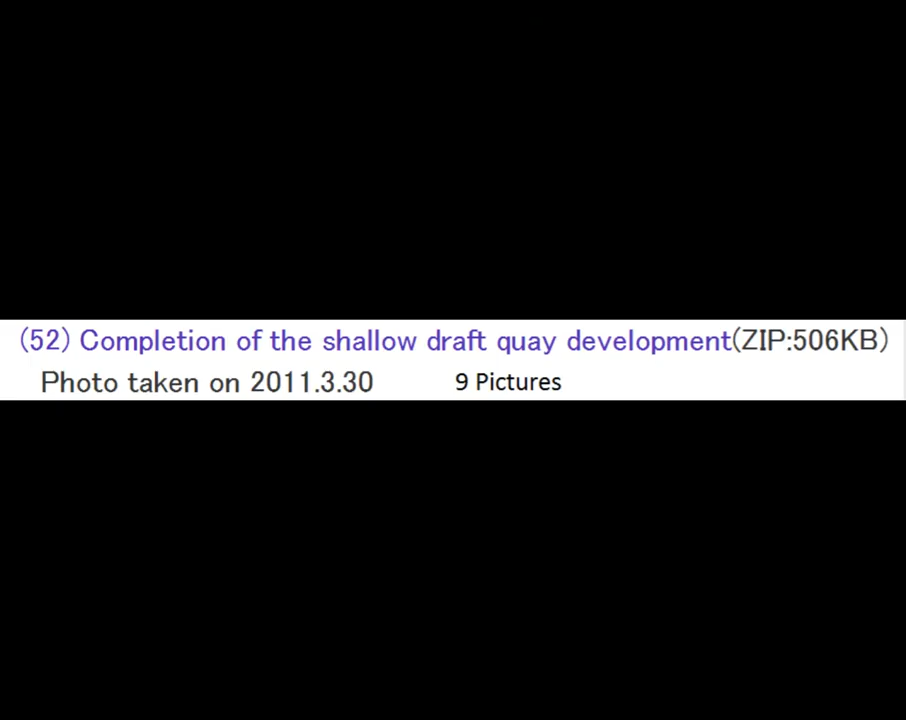 (52) Completion of the shallow draft quay development(ZIP:506KB)
Photo taken on 2011.3.30 9 Pictures